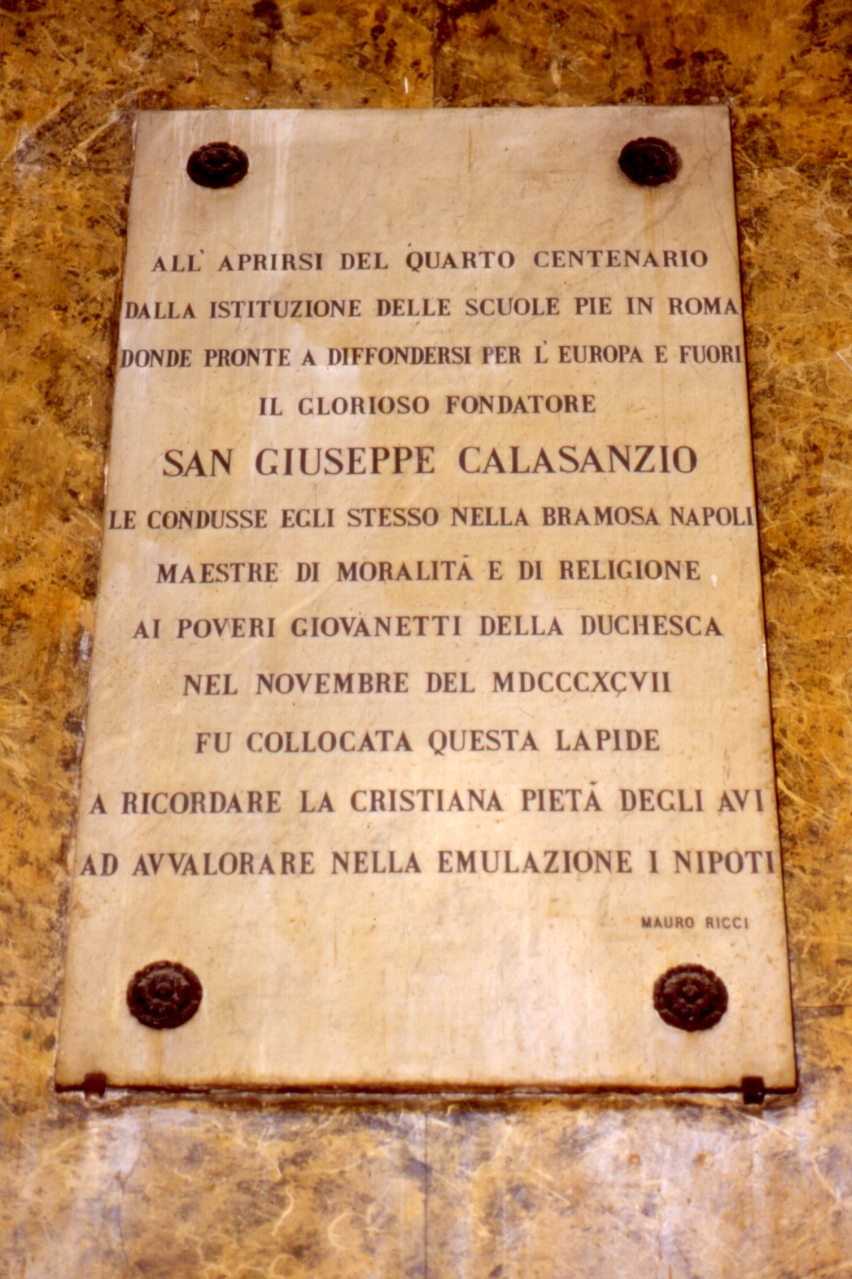 ALL' APRIRSI DEL QUARTO CENTENARIO
DALLA ISTITUZIONE DELLE SCUOLE PIE IN ROMA
DONDE PRONTE A DIFFONDERSI PER L' EUROPA E FUORI
IL GLORIOSO FONDATORE
SAN GIUSEPPE CALASANZIO
LE CONDUSSE EGLI STESSO NELLA BRAMOSA NAPOLI
MAESTRE DI MORALITÀ E DI RELIGIONE
AI POVERI GIOVANETTI DELLA DUCHESCA
NEL NOVEMBRE DEL MDCCCXCVII
FU COLLOCATA QUESTA LAPIDE
A RICORDARE LA CRISTIANA PIETÀ DEGLI AVI
AD AVVALORARE NELLA EMULAZIONE I NIPOTI
MAURO RICCI